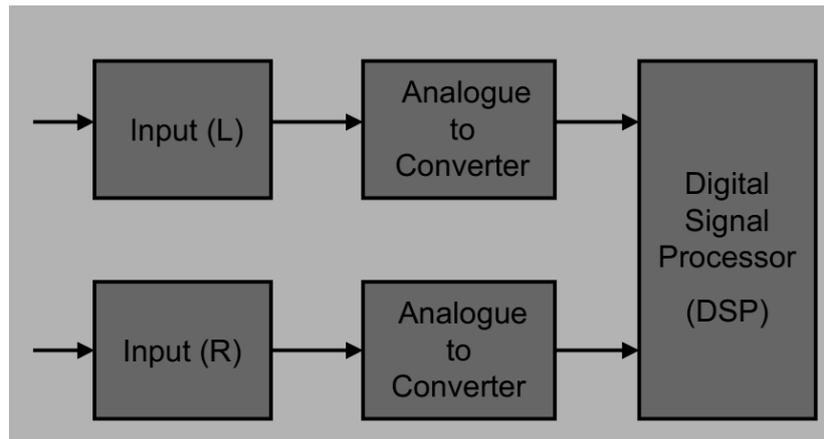 Input (L)
Analogue
to
Converter
Digital
Signal
Processor
(DSP)
Input (R)
Analogue
to
Converter